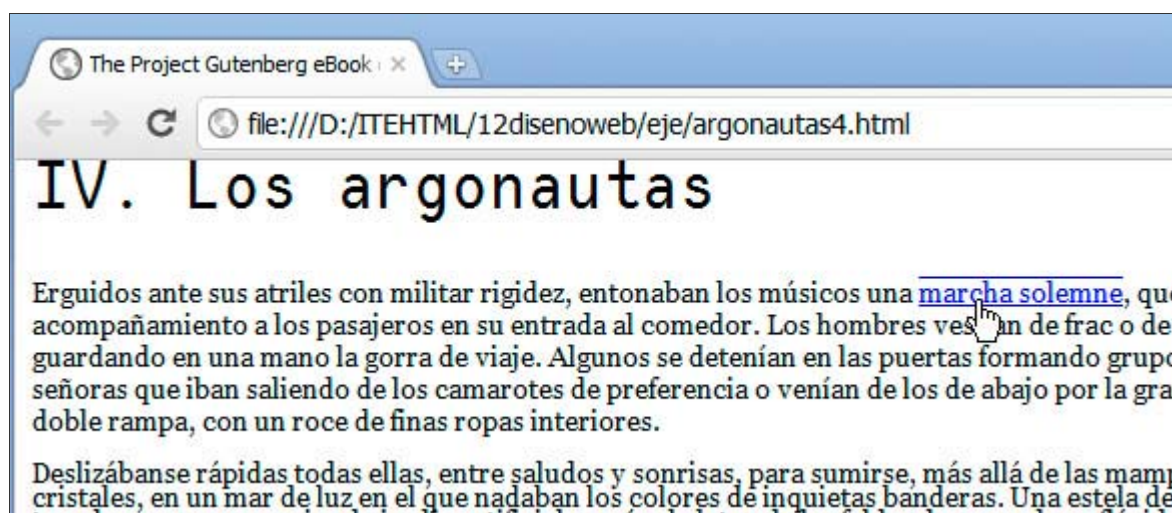 The Project Gutenberg eBook
file:///D:/ITEHTML/12disenoweb/eje/argonautas4.html
IV. Los argonautas
Erguidos ante sus atriles con militar rigidez, entonaban los músicos una marcha solemne, que
acompañamiento a los pasajeros en su entrada al comedor. Los hombres vestían de frac o de
guardando en una mano la gorra de viaje. Algunos se detenían en las puertas formando grupo
señoras que iban saliendo de los camarotes de preferencia o venían de los de abajo por la gra
doble rampa, con un roce de finas ropas interiores.
Deslizábanse rápidas todas ellas, entre saludos y sonrisas, para sumirse, más allá de las mamp
cristales, en un mar de luz en el que nadaban los colores de inquietas banderas. Una estela de